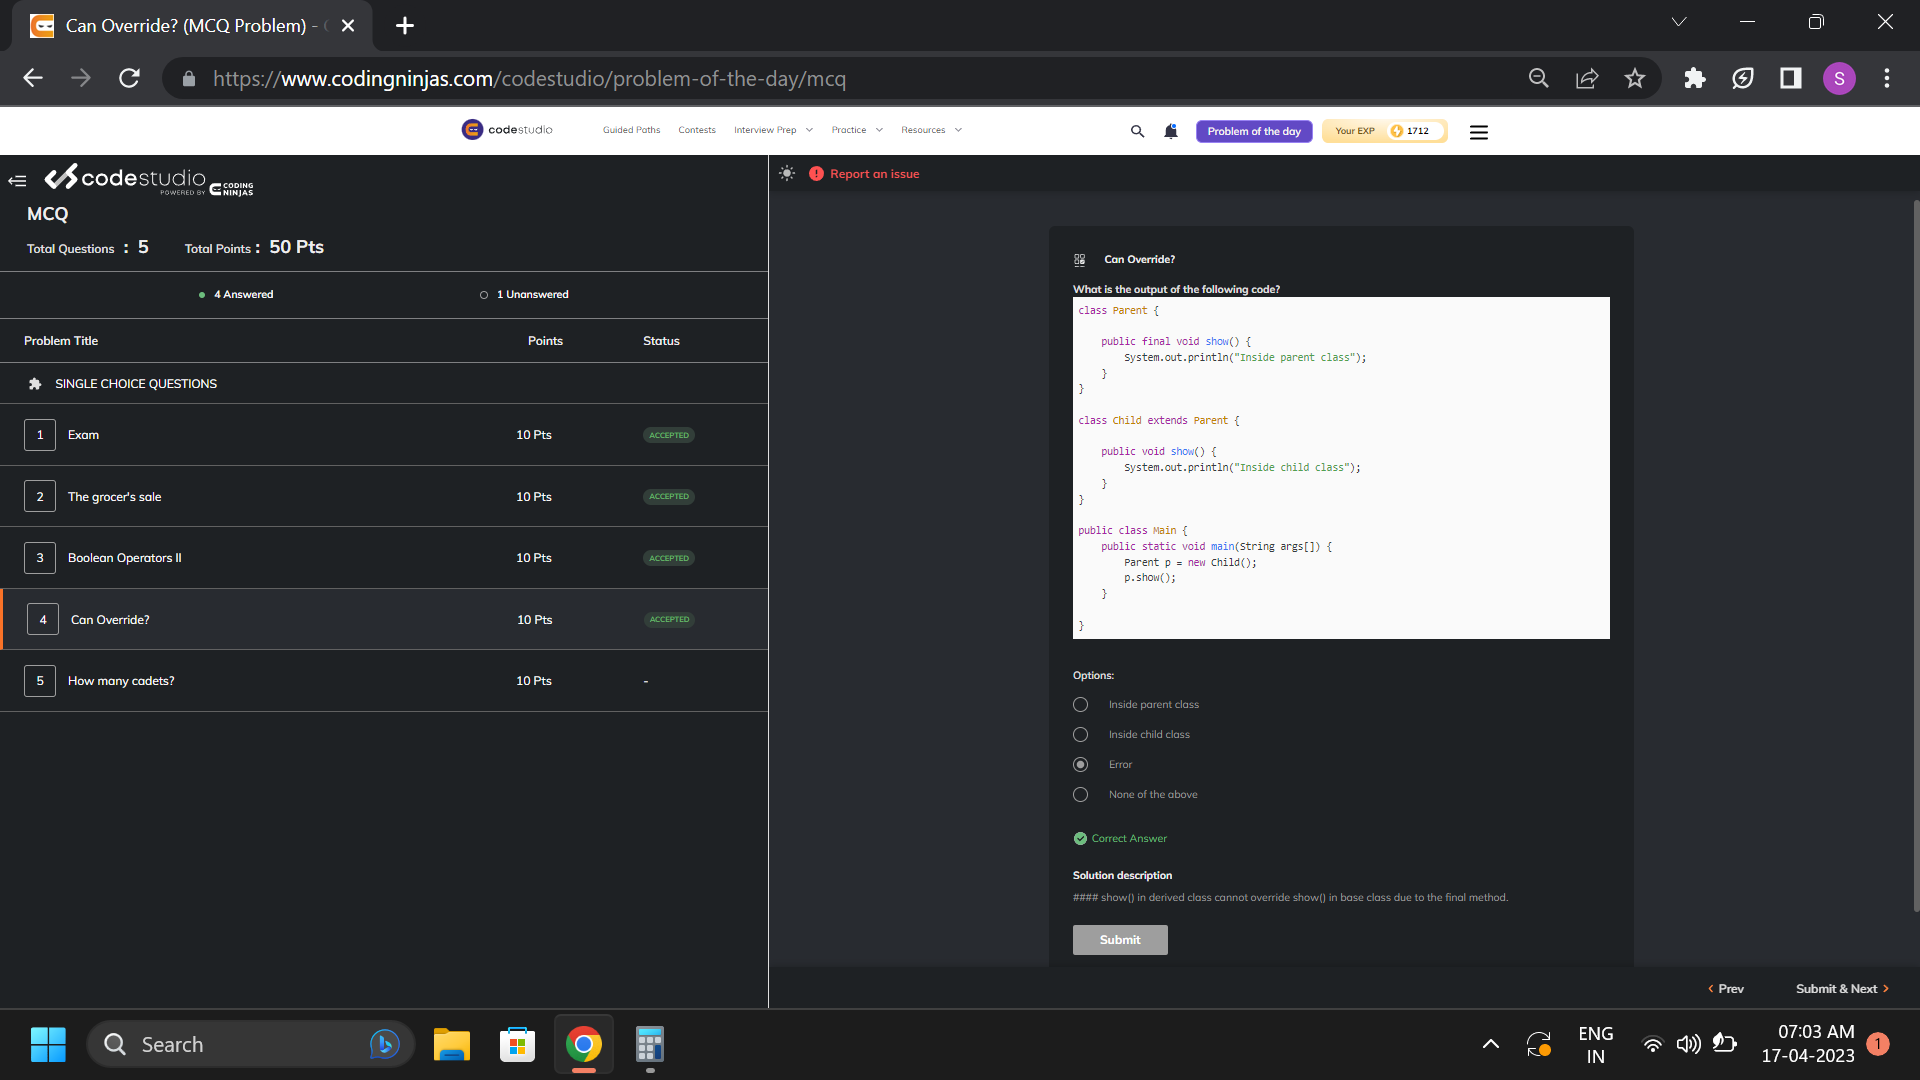 Can Override? (MCQ Problem) -
https://www.codingninjas.com/codestudio/problem-of-the-day/mcq
S
codestudio
Guided Paths
Contests
Interview Prep
Practice
Resources
Problem of the day
Your EXP
1712
codestudio
POWERED BY
CODING
NINJAS
Report an issue
MCQ
Total Questions : 5
Total Points : 50 Pts
4 Answered
1 Unanswered
Problem Title
Points
Status
SINGLE CHOICE QUESTIONS
1 Exam 10 Pts ACCEPTED
2 The grocer's sale 10 Pts ACCEPTED
3 Boolean Operators II 10 Pts ACCEPTED
4 Can Override? 10 Pts ACCEPTED
5 How many cadets? 10 Pts -
Can Override?
What is the output of the following code?
class Parent {
public final void show() {
System.out.println("Inside parent class");
}
}
class Child extends Parent {
public void show() {
System.out.println("Inside child class");
}
}
public class Main {
public static void main(String args[]) {
Parent p = new Child();
p.show();
}
}
Options:
Inside parent class
Inside child class
Error
None of the above
Correct Answer
Solution description
#### show() in derived class cannot override show() in base class due to the final method.
Submit
Prev
Submit & Next
Search
ENG
IN
07:03 AM
17-04-2023
1